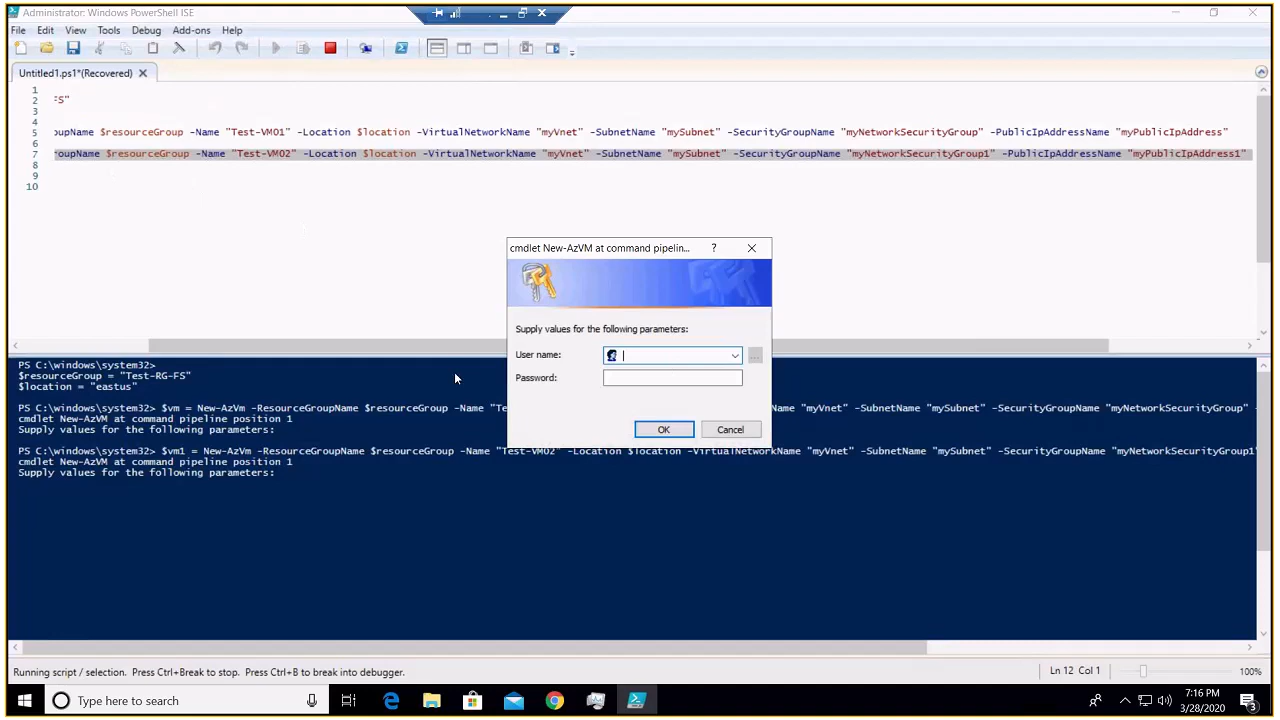 Administrator: Windows PowerShell ISE
File Edit View Tools Debug Add-ons Help
Untitled1.ps1*(Recovered)
1
2 -FS"
3
4
5 oupName $resourceGroup -Name "Test-VM01" -Location $location -VirtualNetworkName "myVnet" -SubnetName "mySubnet" -SecurityGroupName "myNetworkSecurityGroup" -PublicIpAddressName "myPublicIpAddress"
6
7 roupName $resourceGroup -Name "Test-VM02" -Location $location -VirtualNetworkName "myVnet" -SubnetName "mySubnet" -SecurityGroupName "myNetworkSecurityGroup1" -PublicIpAddressName "myPublicIpAddress1"
8
9
10
cmdlet New-AzVM at command pipelin... ?
Supply values for the following parameters:
User name:
...
Password:
OK Cancel
PS C:\windows\system32>
$resourceGroup = "Test-RG-FS"
$location = "eastus"
PS C:\windows\system32> $vm = New-AzVm -ResourceGroupName $resourceGroup -Name "Te me "myVnet" -SubnetName "mySubnet" -SecurityGroupName "myNetworkSecurityGroup" -
cmdlet New-AzVM at command pipeline position 1
Supply values for the following parameters:
PS C:\windows\system32> $vm1 = New-AzVm -ResourceGroupName $resourceGroup -Name "Test-VM02" -Location $location -VirtualNetworkName "myVnet" -SubnetName "mySubnet" -SecurityGroupName "myNetworkSecurityGroup1"
cmdlet New-AzVM at command pipeline position 1
Supply values for the following parameters:
Running script / selection. Press Ctrl+Break to stop. Press Ctrl+B to break into debugger.
Ln 12 Col 1
100%
Type here to search
7:16 PM
3/28/2020
3